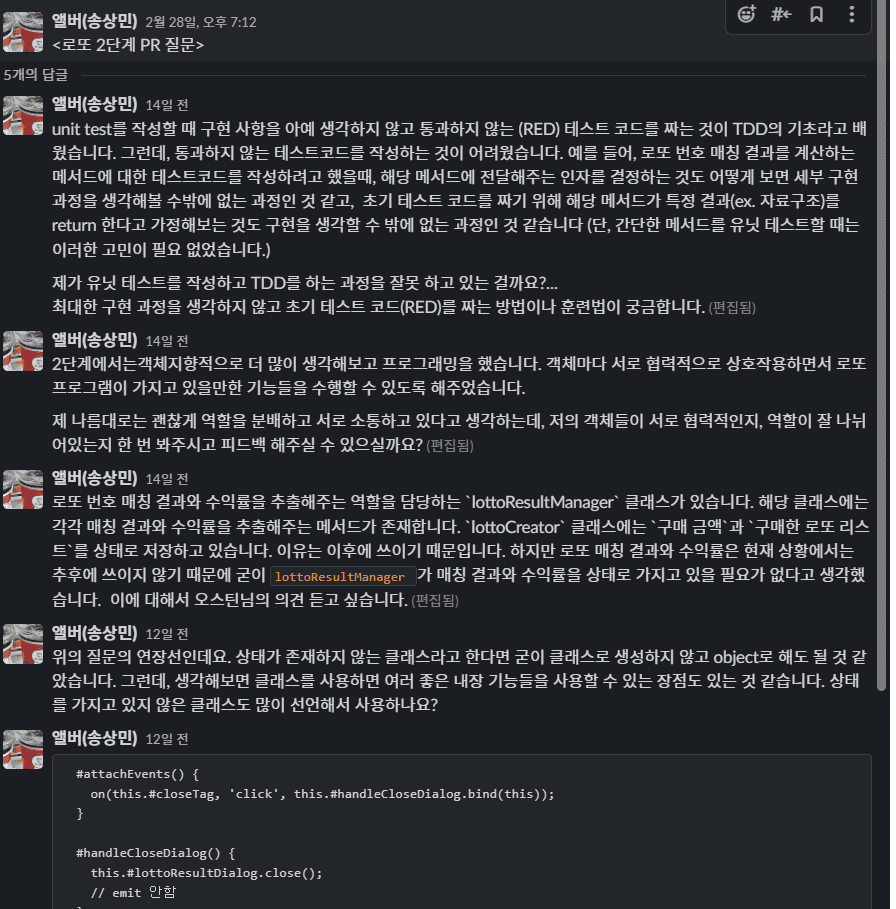 앨버(송상민) 2월 28일, 오후 7:12
<로또 2단계 PR 질문>
5개의 답글
앨버(송상민) 14일 전
unit test를 작성할 때 구현 사항을 아예 생각하지 않고 통과하지 않는 (RED) 테스트 코드를 짜는 것이 TDD의 기초라고 배
웠습니다. 그런데, 통과하지 않는 테스트코드를 작성하는 것이 어려웠습니다. 예를 들어, 로또 번호 매칭 결과를 계산하는
메서드에 대한 테스트코드를 작성하려고 했을때, 해당 메서드에 전달해주는 인자를 결정하는 것도 어떻게 보면 세부 구현
과정을 생각해볼 수밖에 없는 과정인 것 같고,  초기 테스트 코드를 짜기 위해 해당 메서드가 특정 결과(ex. 자료구조)를
return 한다고 가정해보는 것도 구현을 생각할 수 밖에 없는 과정인 것 같습니다 (단, 간단한 메서드를 유닛 테스트할 때는
이러한 고민이 필요 없었습니다.)
제가 유닛 테스트를 작성하고 TDD를 하는 과정을 잘못 하고 있는 걸까요?...
최대한 구현 과정을 생각하지 않고 초기 테스트 코드(RED)를 짜는 방법이나 훈련법이 궁금합니다. (편집됨)
앨버(송상민) 14일 전
2단계에서는객체지향적으로 더 많이 생각해보고 프로그래밍을 했습니다. 객체마다 서로 협력적으로 상호작용하면서 로또
프로그램이 가지고 있을만한 기능들을 수행할 수 있도록 해주었습니다.
제 나름대로는 괜찮게 역할을 분배하고 서로 소통하고 있다고 생각하는데, 저의 객체들이 서로 협력적인지, 역할이 잘 나뉘
어있는지 한 번 봐주시고 피드백 해주실 수 있으실까요? (편집됨)
앨버(송상민) 14일 전
로또 번호 매칭 결과와 수익률을 추출해주는 역할을 담당하는 `lottoResultManager` 클래스가 있습니다. 해당 클래스에는
각각 매칭 결과와 수익률을 추출해주는 메서드가 존재합니다. `lottoCreator` 클래스에는 `구매 금액`과 `구매한 로또 리스
트`를 상태로 저장하고 있습니다. 이유는 이후에 쓰이기 때문입니다. 하지만 로또 매칭 결과와 수익률은 현재 상황에서는
추후에 쓰이지 않기 때문에 굳이 lottoResultManager 가 매칭 결과와 수익률을 상태로 가지고 있을 필요가 없다고 생각했
습니다.  이에 대해서 오스틴님의 의견 듣고 싶습니다. (편집됨)
앨버(송상민) 12일 전
위의 질문의 연장선인데요. 상태가 존재하지 않는 클래스라고 한다면 굳이 클래스로 생성하지 않고 object로 해도 될 것 같
았습니다. 그런데, 생각해보면 클래스를 사용하면 여러 좋은 내장 기능들을 사용할 수 있는 장점도 있는 것 같습니다. 상태
를 가지고 있지 않은 클래스도 많이 선언해서 사용하나요?
앨버(송상민) 12일 전
#attachEvents() {
on(this.#closeTag, 'click', this.#handleCloseDialog.bind(this));
}
#handleCloseDialog() {
this.#lottoResultDialog.close();
// emit 안함